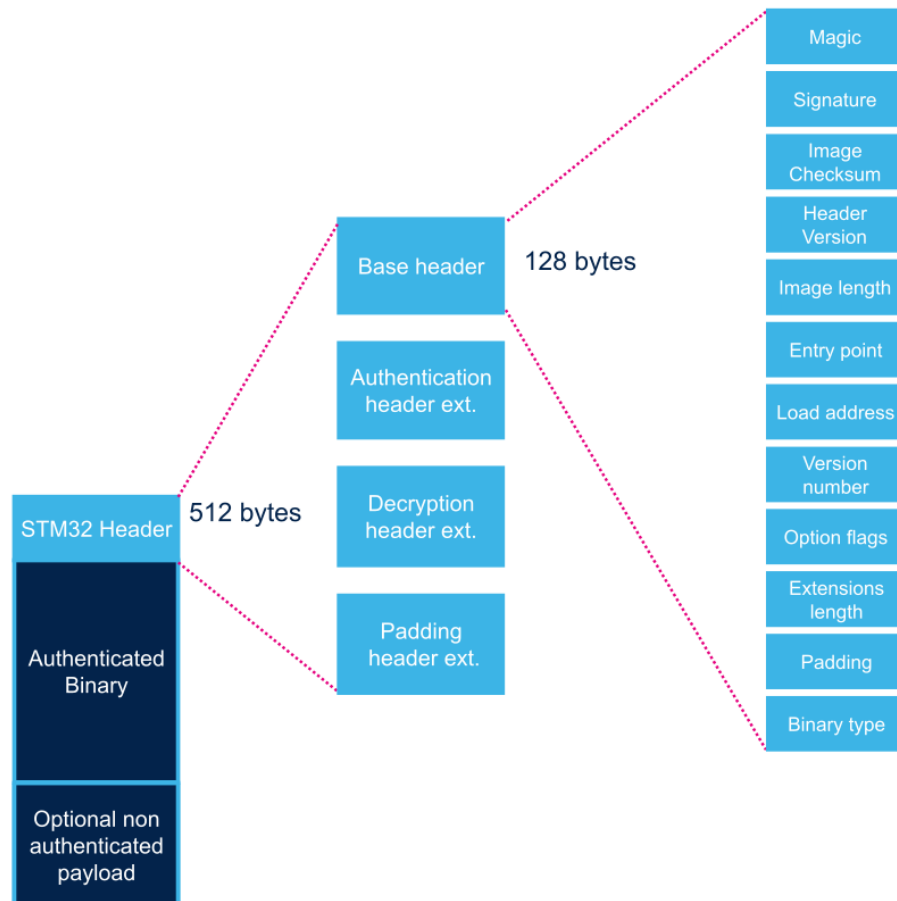 Magic
Signature
Image
Checksum
Header
Version
Image length
Entry point
Load address
Version
number
Option flags
Extensions
length
Padding
Binary type
Base header
128 bytes
Authentication
header ext.
Decryption
header ext.
Padding
header ext.
STM32 Header
512 bytes
Authenticated
Binary
Optional non
authenticated
payload